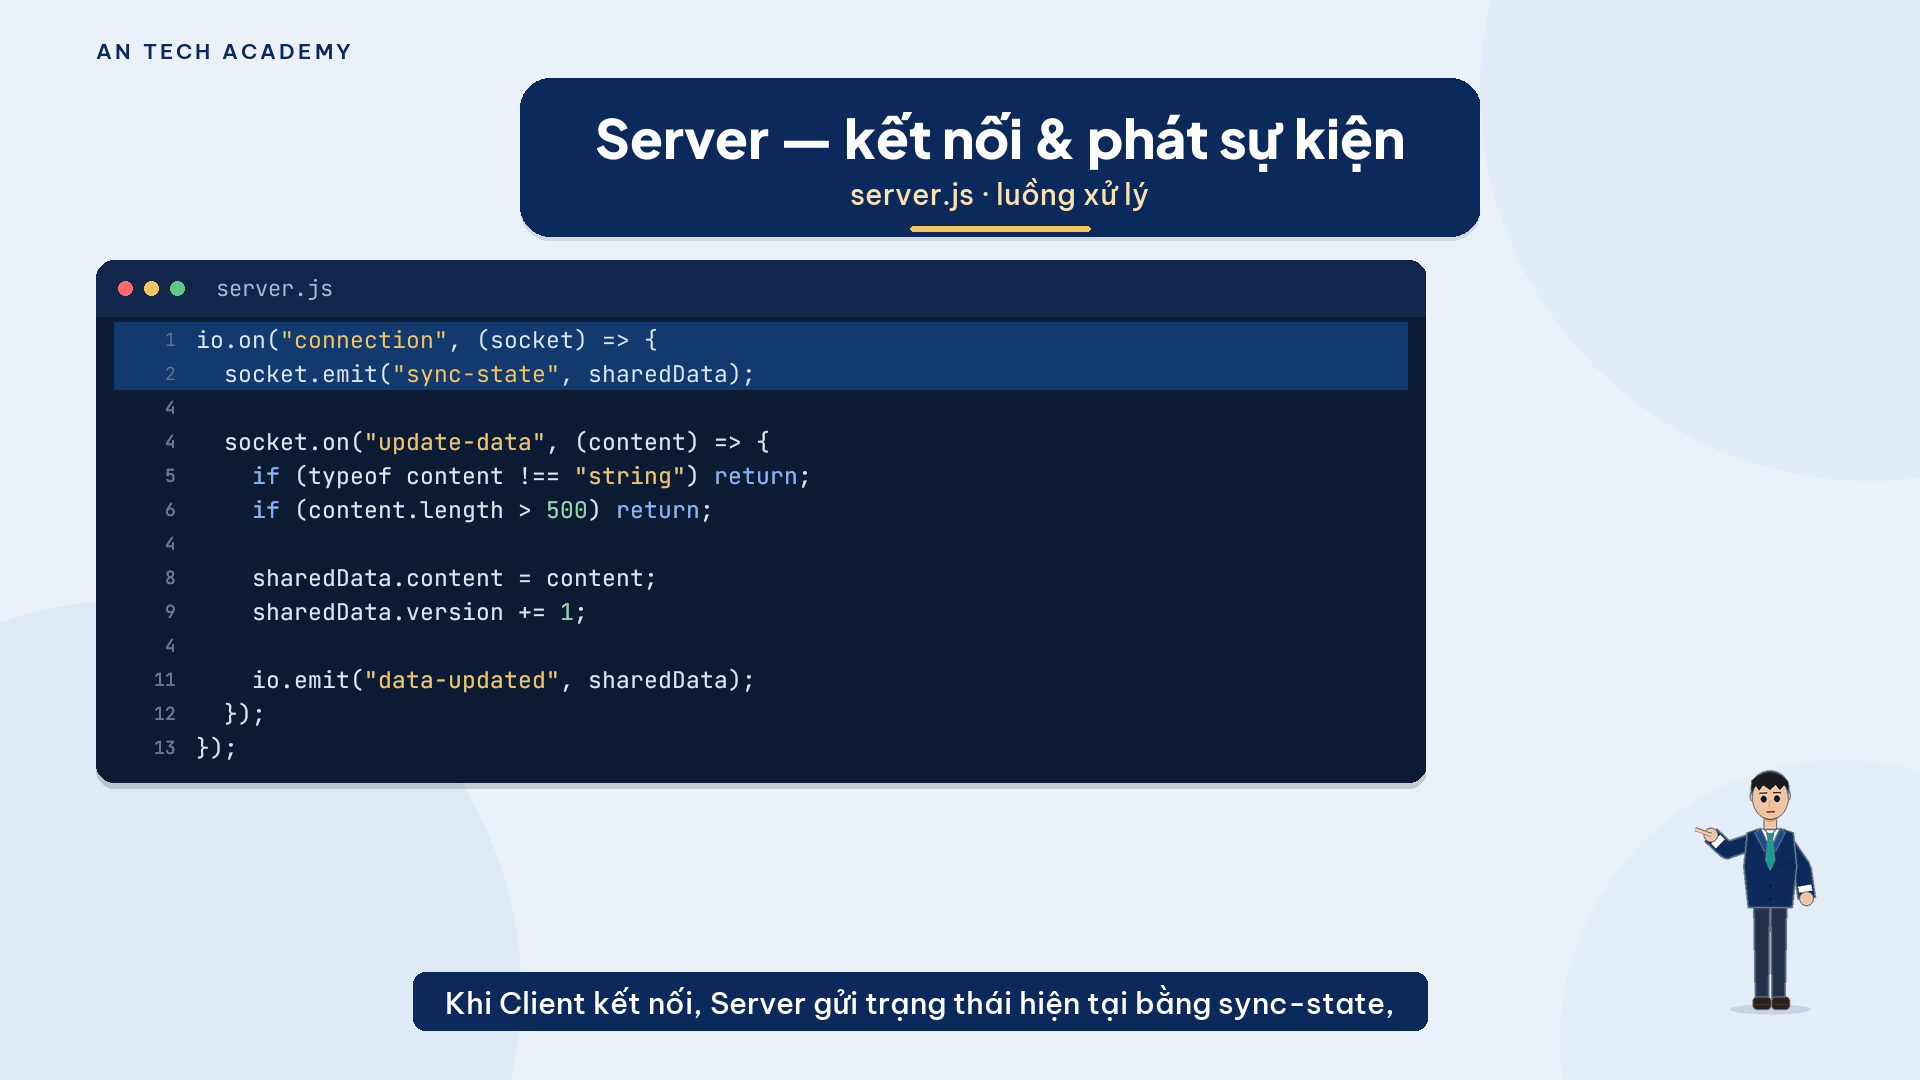 AN TECH ACADEMY
Server — kết nối & phát sự kiện
server.js · luồng xử lý
server.js
1 io.on("connection", (socket) => {
2 socket.emit("sync-state", sharedData);
4
4 socket.on("update-data", (content) => {
5 if (typeof content !== "string") return;
6 if (content.length > 500) return;
4
8 sharedData.content = content;
9 sharedData.version += 1;
4
11 io.emit("data-updated", sharedData);
12 });
13 });
Khi Client kết nối, Server gửi trạng thái hiện tại bằng sync-state,